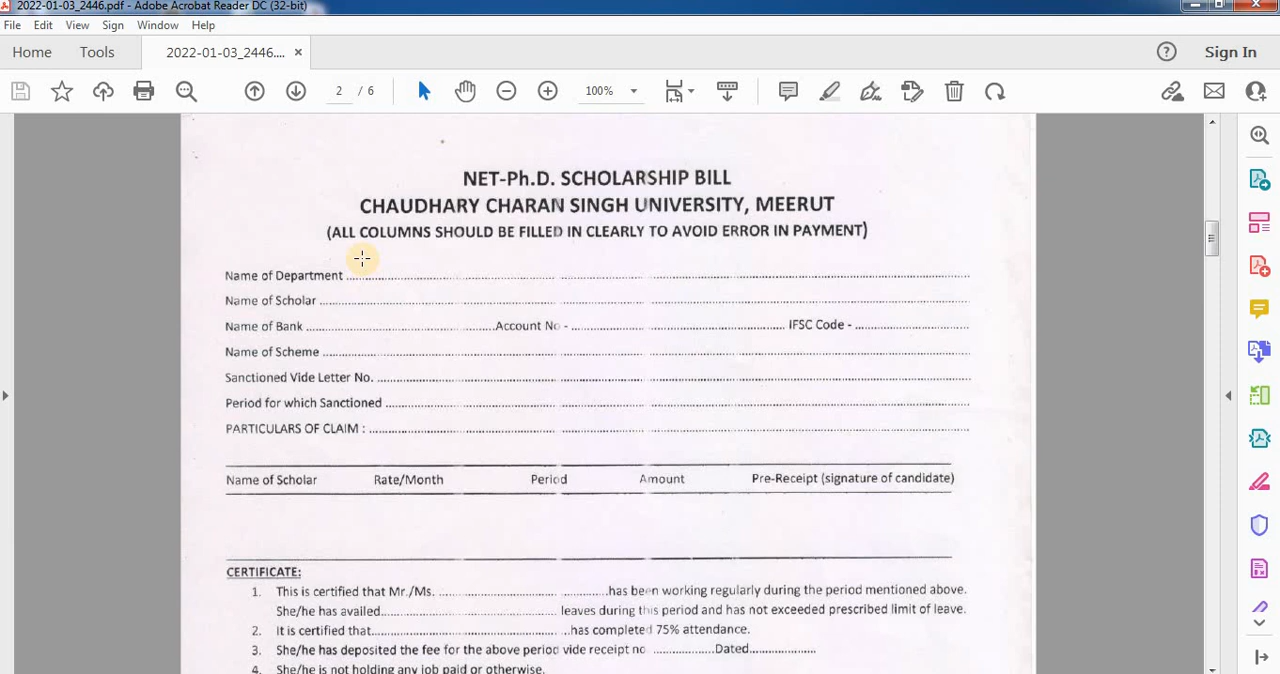 2022-01-03_2446.pdf - Adobe Acrobat Reader DC (32-bit)
File Edit View Sign Window Help
Home Tools 2022-01-03_2446.... × Sign In
2 / 6 100%
NET-Ph.D. SCHOLARSHIP BILL
CHAUDHARY CHARAN SINGH UNIVERSITY, MEERUT
(ALL COLUMNS SHOULD BE FILLED IN CLEARLY TO AVOID ERROR IN PAYMENT)
Name of Department ........................................
Name of Scholar ........................................
Name of Bank ....................Account No - .................... IFSC Code - ....................
Name of Scheme ........................................
Sanctioned Vide Letter No. ........................................
Period for which Sanctioned ........................................
PARTICULARS OF CLAIM : ........................................
Name of Scholar Rate/Month Period Amount Pre-Receipt (signature of candidate)
CERTIFICATE:
1. This is certified that Mr./Ms. ....................has been working regularly during the period mentioned above.
She/he has availed.................... leaves during this period and has not exceeded prescribed limit of leave.
2. It is certified that....................has completed 75% attendance.
3. She/he has deposited the fee for the above period vide receipt no ...............Dated.................
4. She/he is not holding any job paid or otherwise.